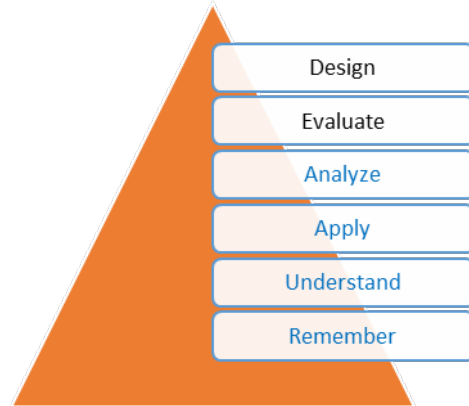 Design
Evaluate
Analyze
Apply
Understand
Remember